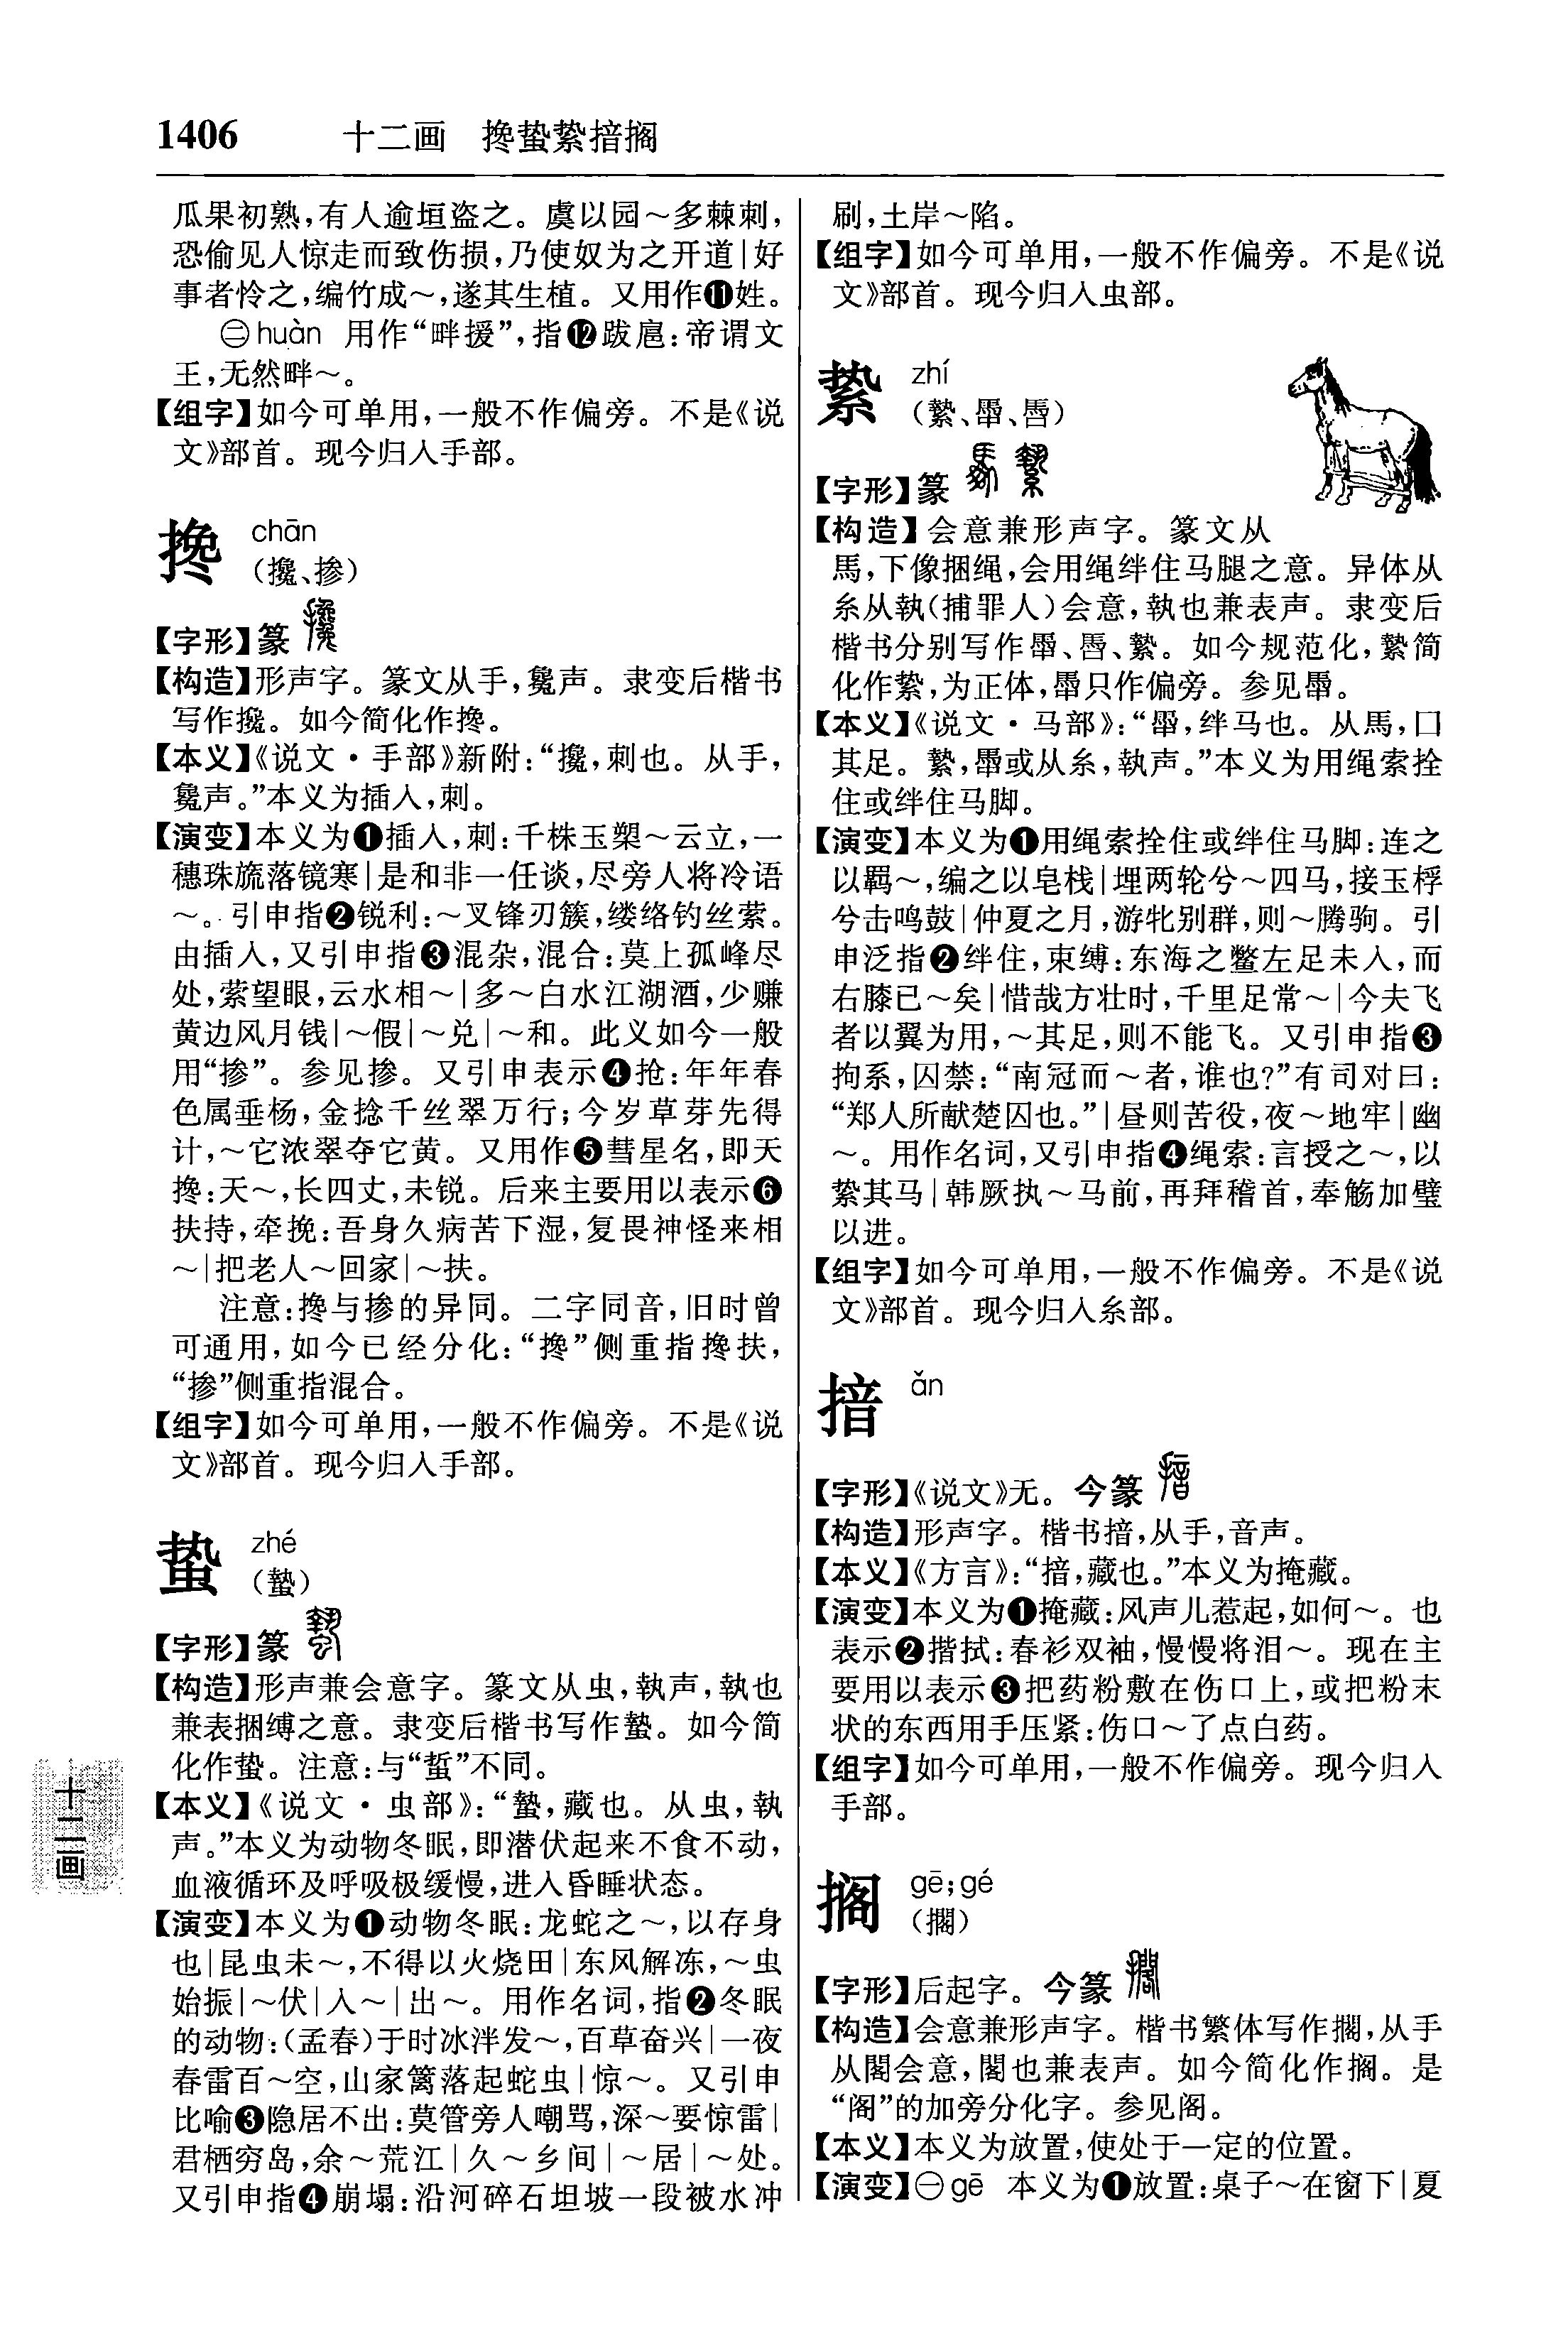 1406 十二画 搀蛰絷揞搁
瓜果初熟,有人逾垣盗之。虞以园～多棘刺,
恐偷见人惊走而致伤损,乃使奴为之开道|好
事者怜之,编竹成～,遂其生植。又用作⓫姓。
㊁huàn 用作“畔援”,指⓬跋扈:帝谓文
王,无然畔～。
【组字】如今可单用,一般不作偏旁。不是《说
文》部首。现今归入手部。
搀 chān
(攙、掺)
【字形】篆
【构造】形声字。篆文从手,毚声。隶变后楷书
写作攙。如今简化作搀。
【本义】《说文·手部》新附:“攙,刺也。从手,
毚声。”本义为插入,刺。
【演变】本义为❶插入,刺:千株玉槊～云立,一
穗珠旒落镜寒|是和非一任谈,尽旁人将冷语
～。引申指❷锐利:～叉锋刃簇,缕络钓丝萦。
由插入,又引申指❸混杂,混合:莫上孤峰尽
处,萦望眼,云水相～|多～白水江湖酒,少赚
黄边风月钱|～假|～兑|～和。此义如今一般
用“掺”。参见掺。又引申表示❹抢:年年春
色属垂杨,金捻千丝翠万行;今岁草芽先得
计,～它浓翠夺它黄。又用作❺彗星名,即天
搀:天～,长四丈,末锐。后来主要用以表示❻
扶持,牵挽:吾身久病苦下湿,复畏神怪来相
～|把老人～回家|～扶。
注意:搀与掺的异同。二字同音,旧时曾
可通用,如今已经分化:“搀”侧重指搀扶,
“掺”侧重指混合。
【组字】如今可单用,一般不作偏旁。不是《说
文》部首。现今归入手部。
蛰 zhé
(蟄)
【字形】篆
【构造】形声兼会意字。篆文从虫,執声,執也
兼表捆缚之意。隶变后楷书写作蟄。如今简
化作蛰。注意:与“蜇”不同。
【本义】《说文·虫部》:“蟄,藏也。从虫,執
声。”本义为动物冬眠,即潜伏起来不食不动,
血液循环及呼吸极缓慢,进入昏睡状态。
【演变】本义为❶动物冬眠:龙蛇之～,以存身
也|昆虫未～,不得以火烧田|东风解冻,～虫
始振|～伏|入～|出～。用作名词,指❷冬眠
的动物:(孟春)于时冰泮发～,百草奋兴|一夜
春雷百～空,山家篱落起蛇虫|惊～。又引申
比喻❸隐居不出:莫管旁人嘲骂,深～要惊雷|
君栖穷岛,余～荒江|久～乡间|～居|～处。
又引申指❹崩塌:沿河碎石坦坡一段被水冲
十二画
刷,土岸～陷。
【组字】如今可单用,一般不作偏旁。不是《说
文》部首。现今归入虫部。
絷 zhí
(縶、馽、唇)
【字形】篆
【构造】会意兼形声字。篆文从
馬,下像捆绳,会用绳绊住马腿之意。异体从
糸从執(捕罪人)会意,執也兼表声。隶变后
楷书分别写作馽、唇、縶。如今规范化,縶简
化作絷,为正体,馽只作偏旁。参见馽。
【本义】《说文·马部》:“馽,绊马也。从馬,口
其足。縶,馽或从糸,執声。”本义为用绳索拴
住或绊住马脚。
【演变】本义为❶用绳索拴住或绊住马脚:连之
以羁～,编之以皂栈|埋两轮兮～四马,接玉桴
兮击鸣鼓|仲夏之月,游牝别群,则～腾驹。引
申泛指❷绊住,束缚:东海之鳖左足未入,而
右膝已～矣|惜哉方壮时,千里足常～|今夫飞
者以翼为用,～其足,则不能飞。又引申指❸
拘系,囚禁:“南冠而～者,谁也?”有司对曰:
“郑人所献楚囚也。”|昼则苦役,夜～地牢|幽
～。用作名词,又引申指❹绳索:言授之～,以
絷其马|韩厥执～马前,再拜稽首,奉觞加璧
以进。
【组字】如今可单用,一般不作偏旁。不是《说
文》部首。现今归入糸部。
揞 ǎn
【字形】《说文》无。今篆
【构造】形声字。楷书揞,从手,音声。
【本义】《方言》:“揞,藏也。”本义为掩藏。
【演变】本义为❶掩藏:风声儿惹起,如何～。也
表示❷揩拭:春衫双袖,慢慢将泪～。现在主
要用以表示❸把药粉敷在伤口上,或把粉末
状的东西用手压紧:伤口～了点白药。
【组字】如今可单用,一般不作偏旁。现今归入
手部。
搁 gē;gé
(擱)
【字形】后起字。今篆
【构造】会意兼形声字。楷书繁体写作擱,从手
从閣会意,閣也兼表声。如今简化作搁。是
“阁”的加旁分化字。参见阁。
【本义】本义为放置,使处于一定的位置。
【演变】㊀gē 本义为❶放置:桌子～在窗下|夏